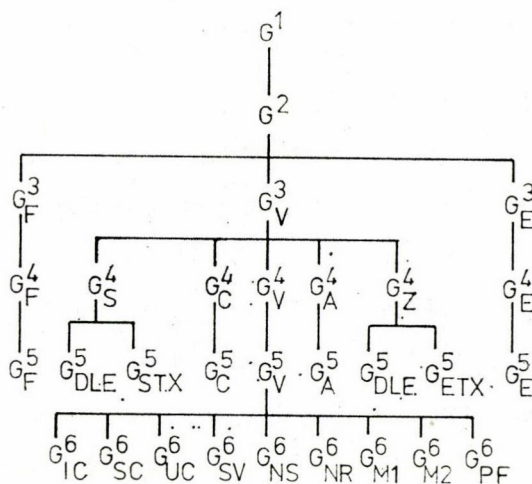 G¹
G²
G³F G³V G³E
G⁴F G⁴S G⁴C G⁴V G⁴A G⁴Z G⁴E
G⁵F G⁵DLE G⁵STX G⁵C G⁵V G⁵A G⁵DLE G⁵ETX G⁵E
G⁶IC G⁶SC G⁶UC G⁶SV G⁶NS G⁶NR G⁶M1 G⁶M2 G⁶PF